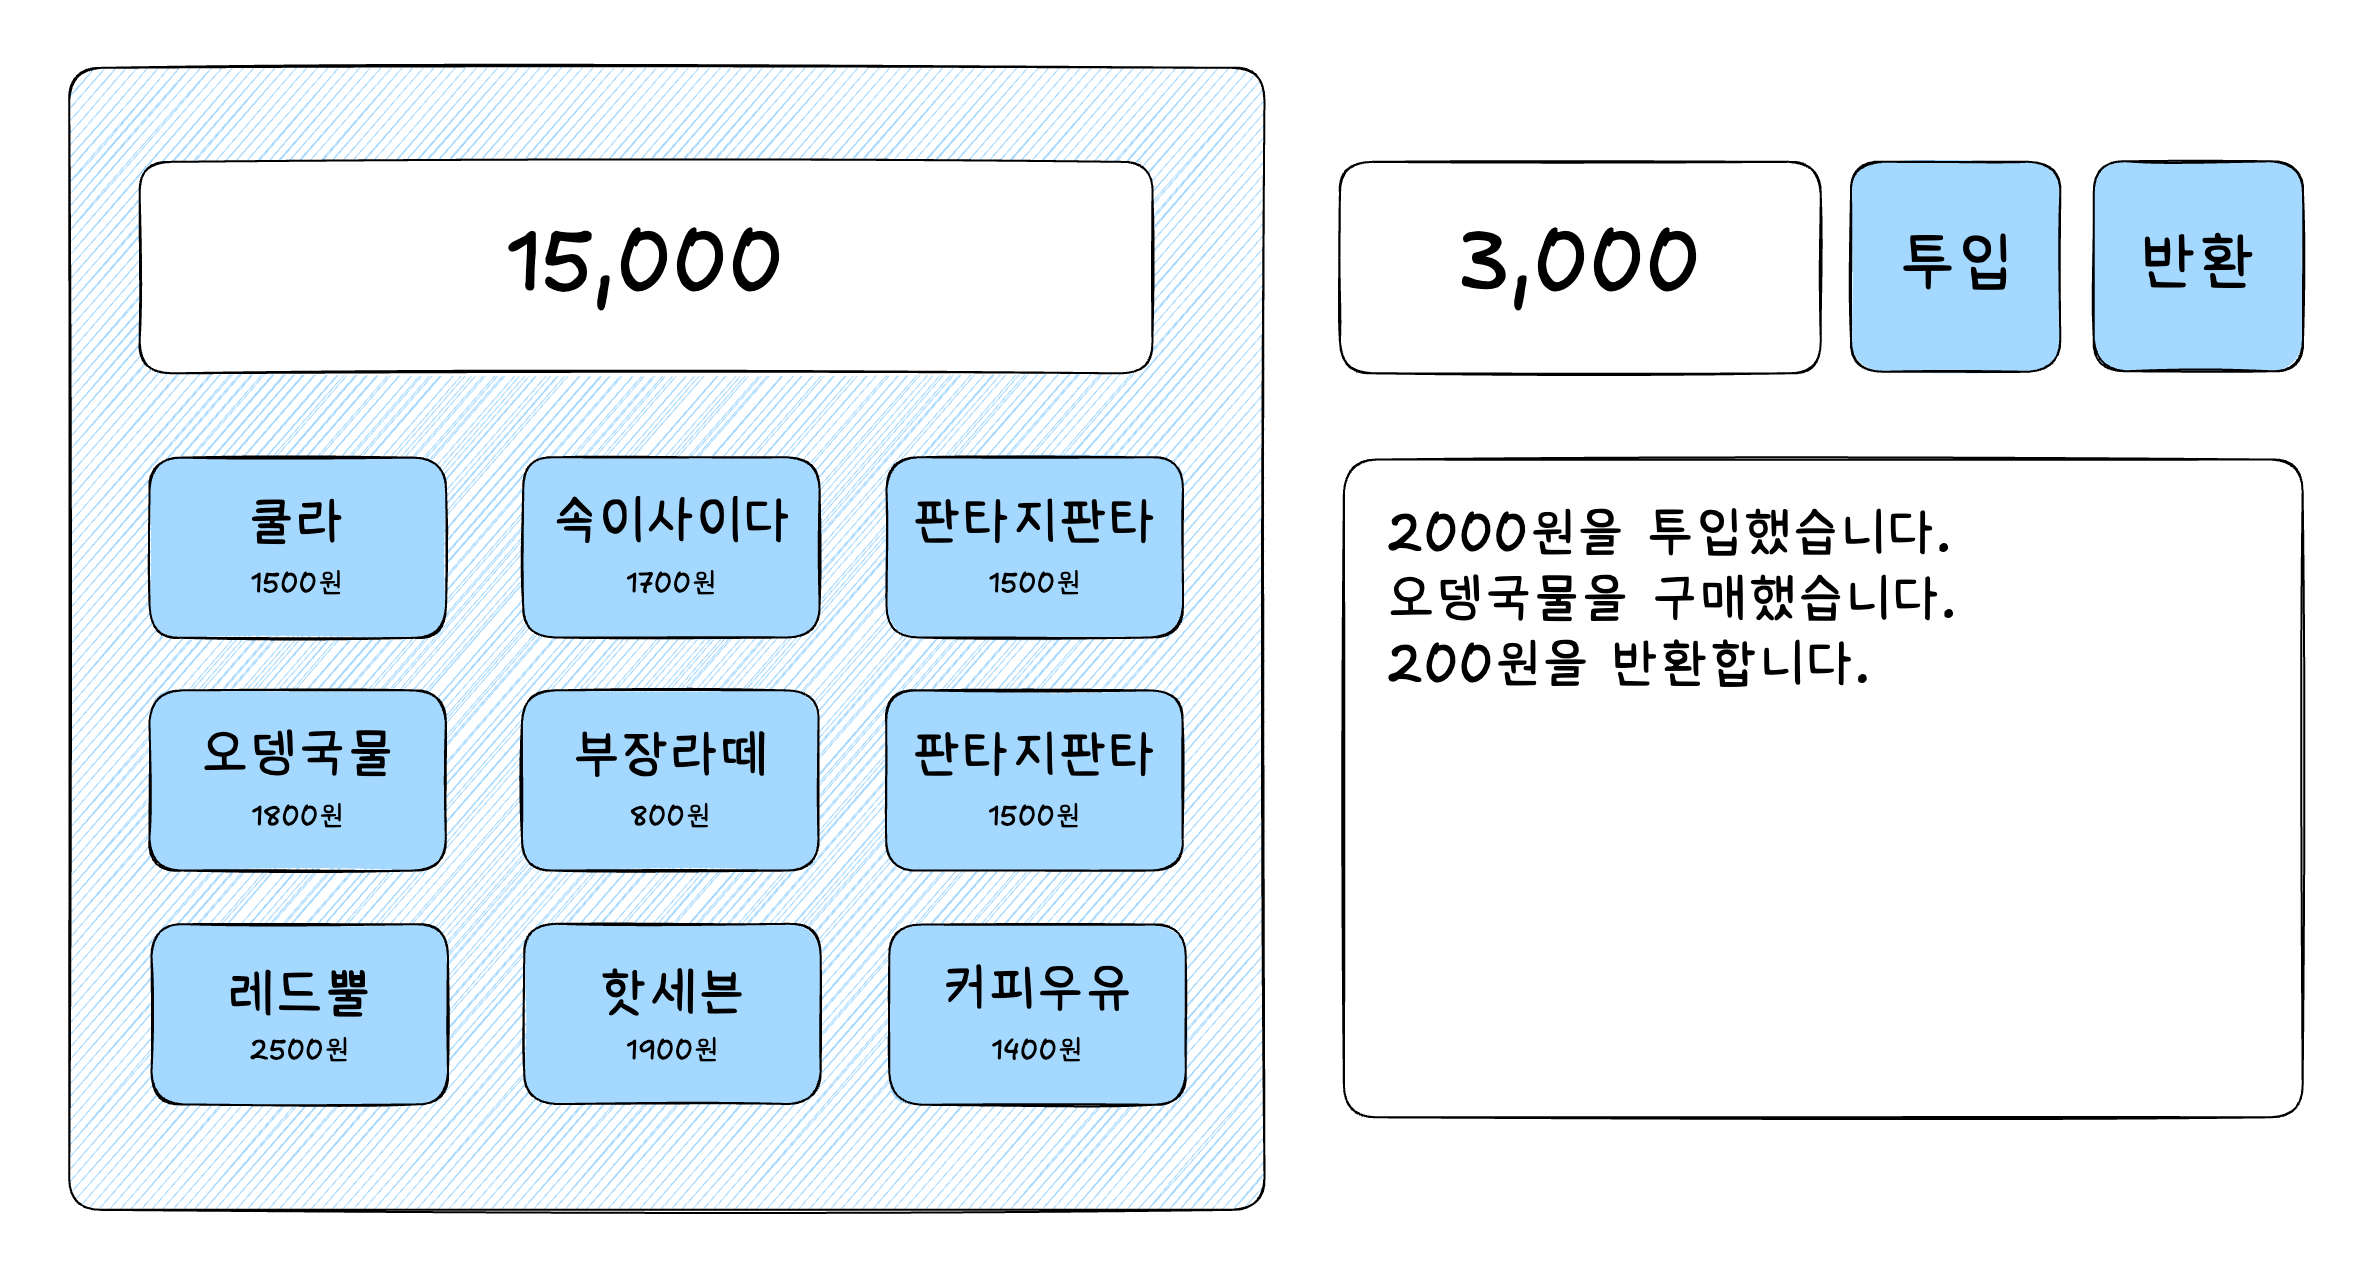 15,000
3,000
투입
반환
쿨라
1500원
속이사이다
1700원
판타지판타
1500원
오뎅국물
1800원
부장라떼
800원
판타지판타
1500원
레드뿔
2500원
핫세븐
1900원
커피우유
1400원
2000원을 투입했습니다.
오뎅국물을 구매했습니다.
200원을 반환합니다.